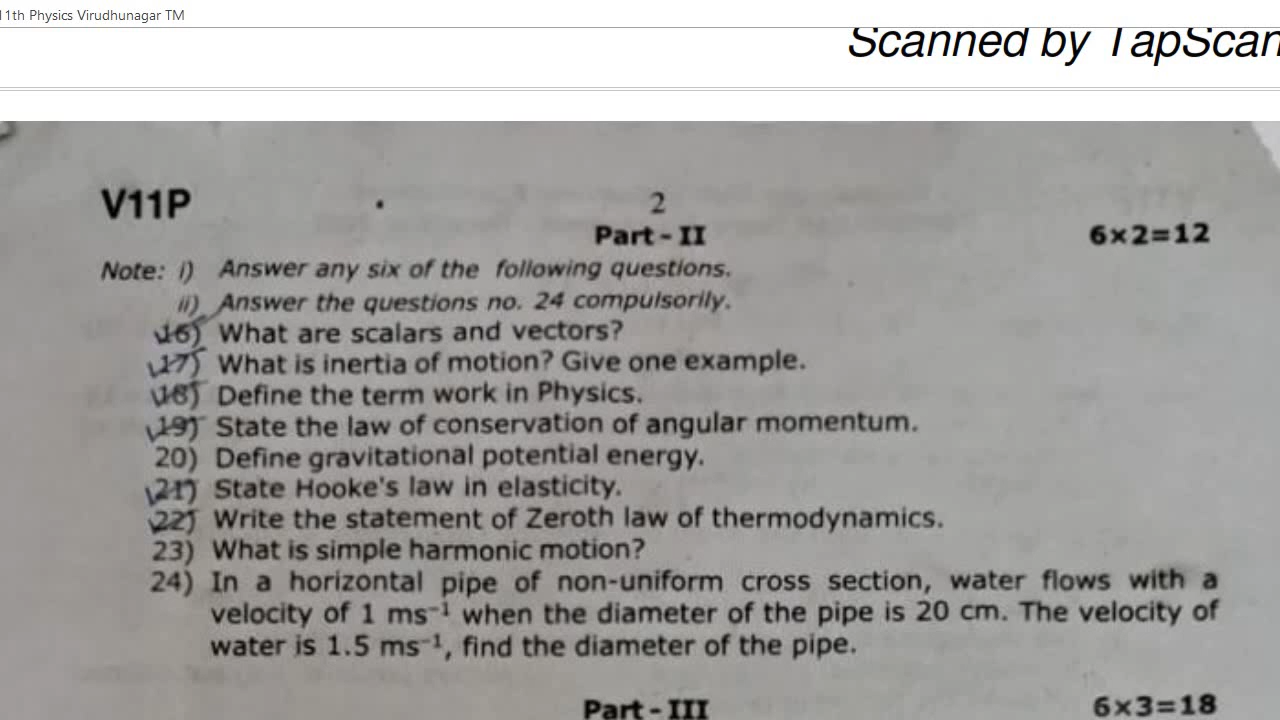 11th Physics Virudhunagar TM
Scanned by TapScan
V11P
2
Part - II
6×2=12
Note: i) Answer any six of the following questions.
ii) Answer the questions no. 24 compulsorily.
16) What are scalars and vectors?
17) What is inertia of motion? Give one example.
18) Define the term work in Physics.
19) State the law of conservation of angular momentum.
20) Define gravitational potential energy.
21) State Hooke's law in elasticity.
22) Write the statement of Zeroth law of thermodynamics.
23) What is simple harmonic motion?
24) In a horizontal pipe of non-uniform cross section, water flows with a
velocity of 1 ms⁻¹ when the diameter of the pipe is 20 cm. The velocity of
water is 1.5 ms⁻¹, find the diameter of the pipe.
Part - III
6×3=18